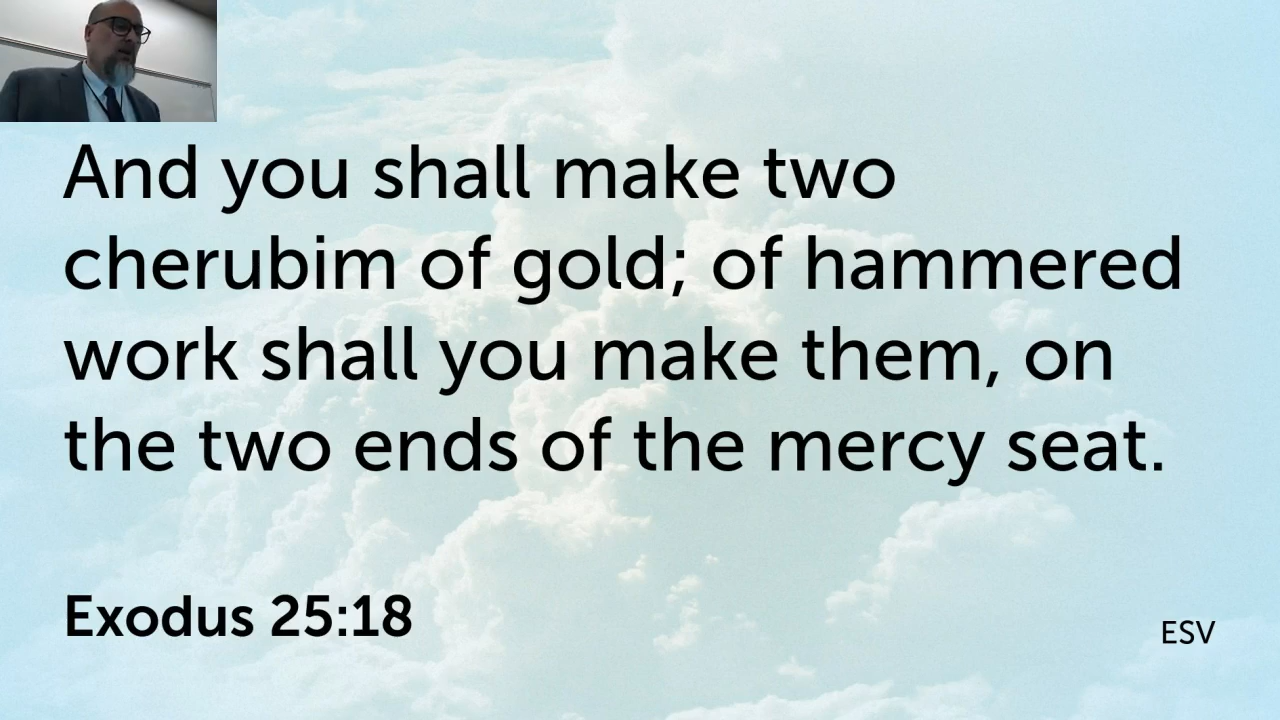 And you shall make two
cherubim of gold; of hammered
work shall you make them, on
the two ends of the mercy seat.
Exodus 25:18
ESV